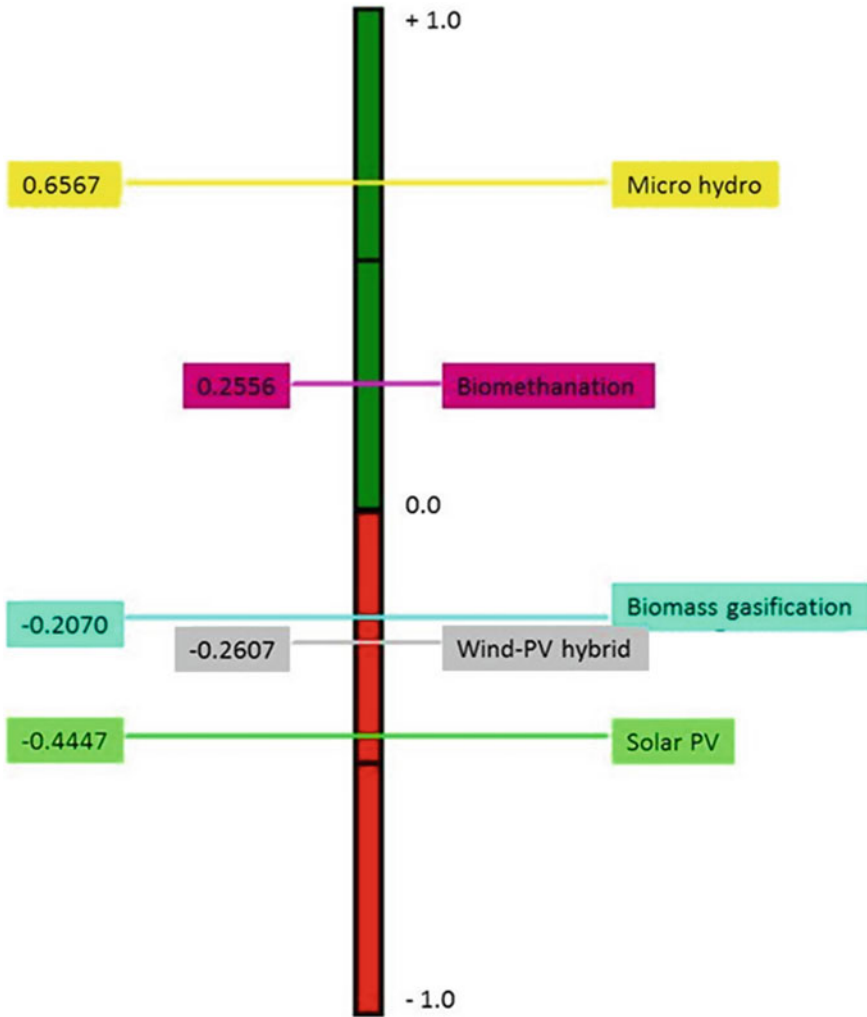 + 1.0
0.6567
Micro hydro
0.2556
Biomethanation
0.0
-0.2070
Biomass gasification
-0.2607
Wind-PV hybrid
-0.4447
Solar PV
- 1.0